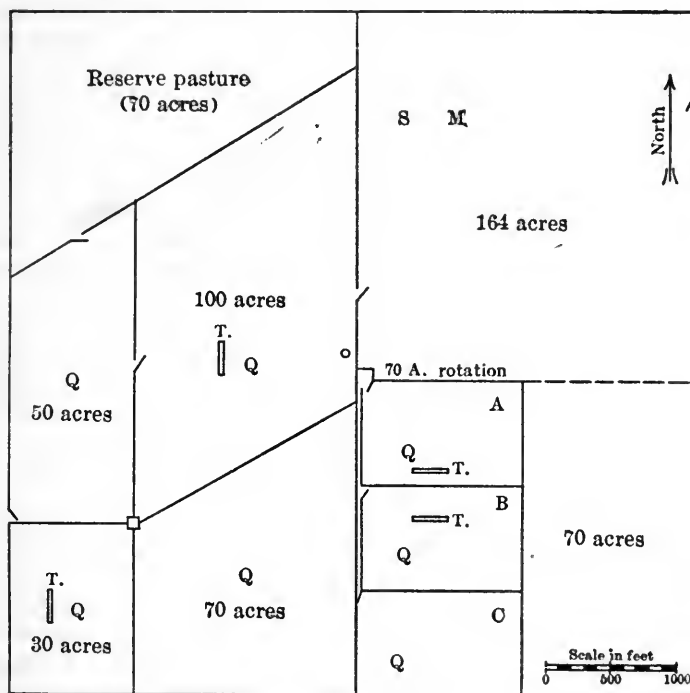 Reserve pasture
(70 acres)
S M
North
164 acres
100 acres
T.
Q
Q
50 acres
70 A. rotation
A
Q
T.
B
T.
Q
70 acres
T.
Q
30 acres
Q
70 acres
C
Q
Scale in feet
0 500 1000